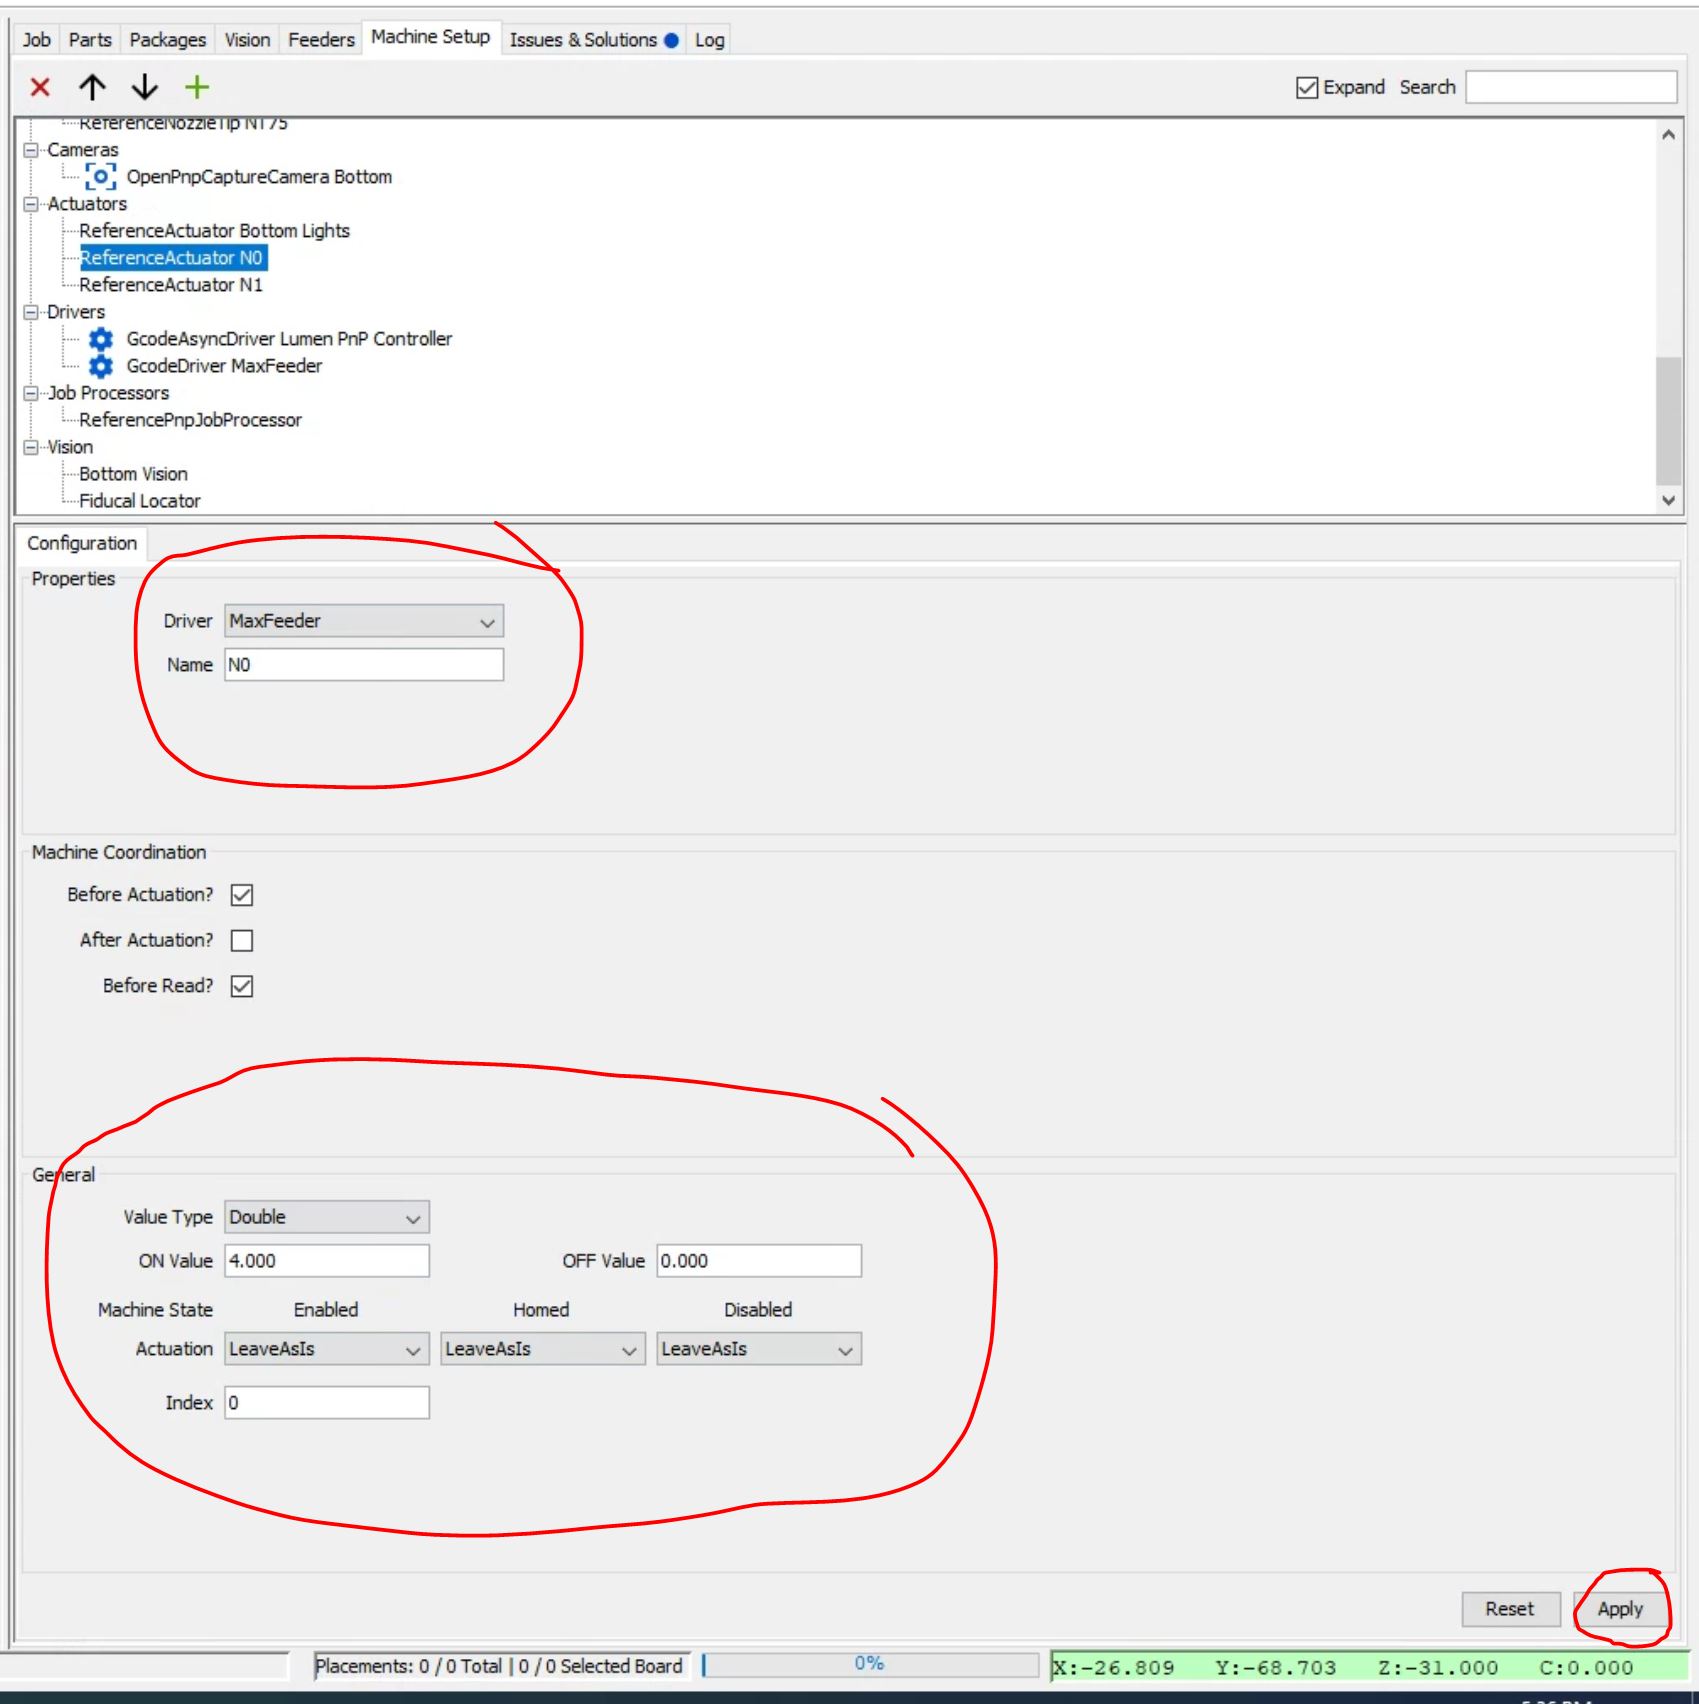 Job Parts Packages Vision Feeders Machine Setup Issues & Solutions Log
Expand Search
ReferenceNozzleTip NT75
Cameras
OpenPnpCaptureCamera Bottom
Actuators
ReferenceActuator Bottom Lights
ReferenceActuator N0
ReferenceActuator N1
Drivers
GcodeAsyncDriver Lumen PnP Controller
GcodeDriver MaxFeeder
Job Processors
ReferencePnpJobProcessor
Vision
Bottom Vision
Fiducal Locator
Configuration
Properties
Driver MaxFeeder
Name N0
Machine Coordination
Before Actuation?
After Actuation?
Before Read?
General
Value Type Double
ON Value 4.000 OFF Value 0.000
Machine State Enabled Homed Disabled
Actuation LeaveAsIs LeaveAsIs LeaveAsIs
Index 0
Reset Apply
Placements: 0 / 0 Total | 0 / 0 Selected Board 0% X:-26.809 Y:-68.703 Z:-31.000 C:0.000